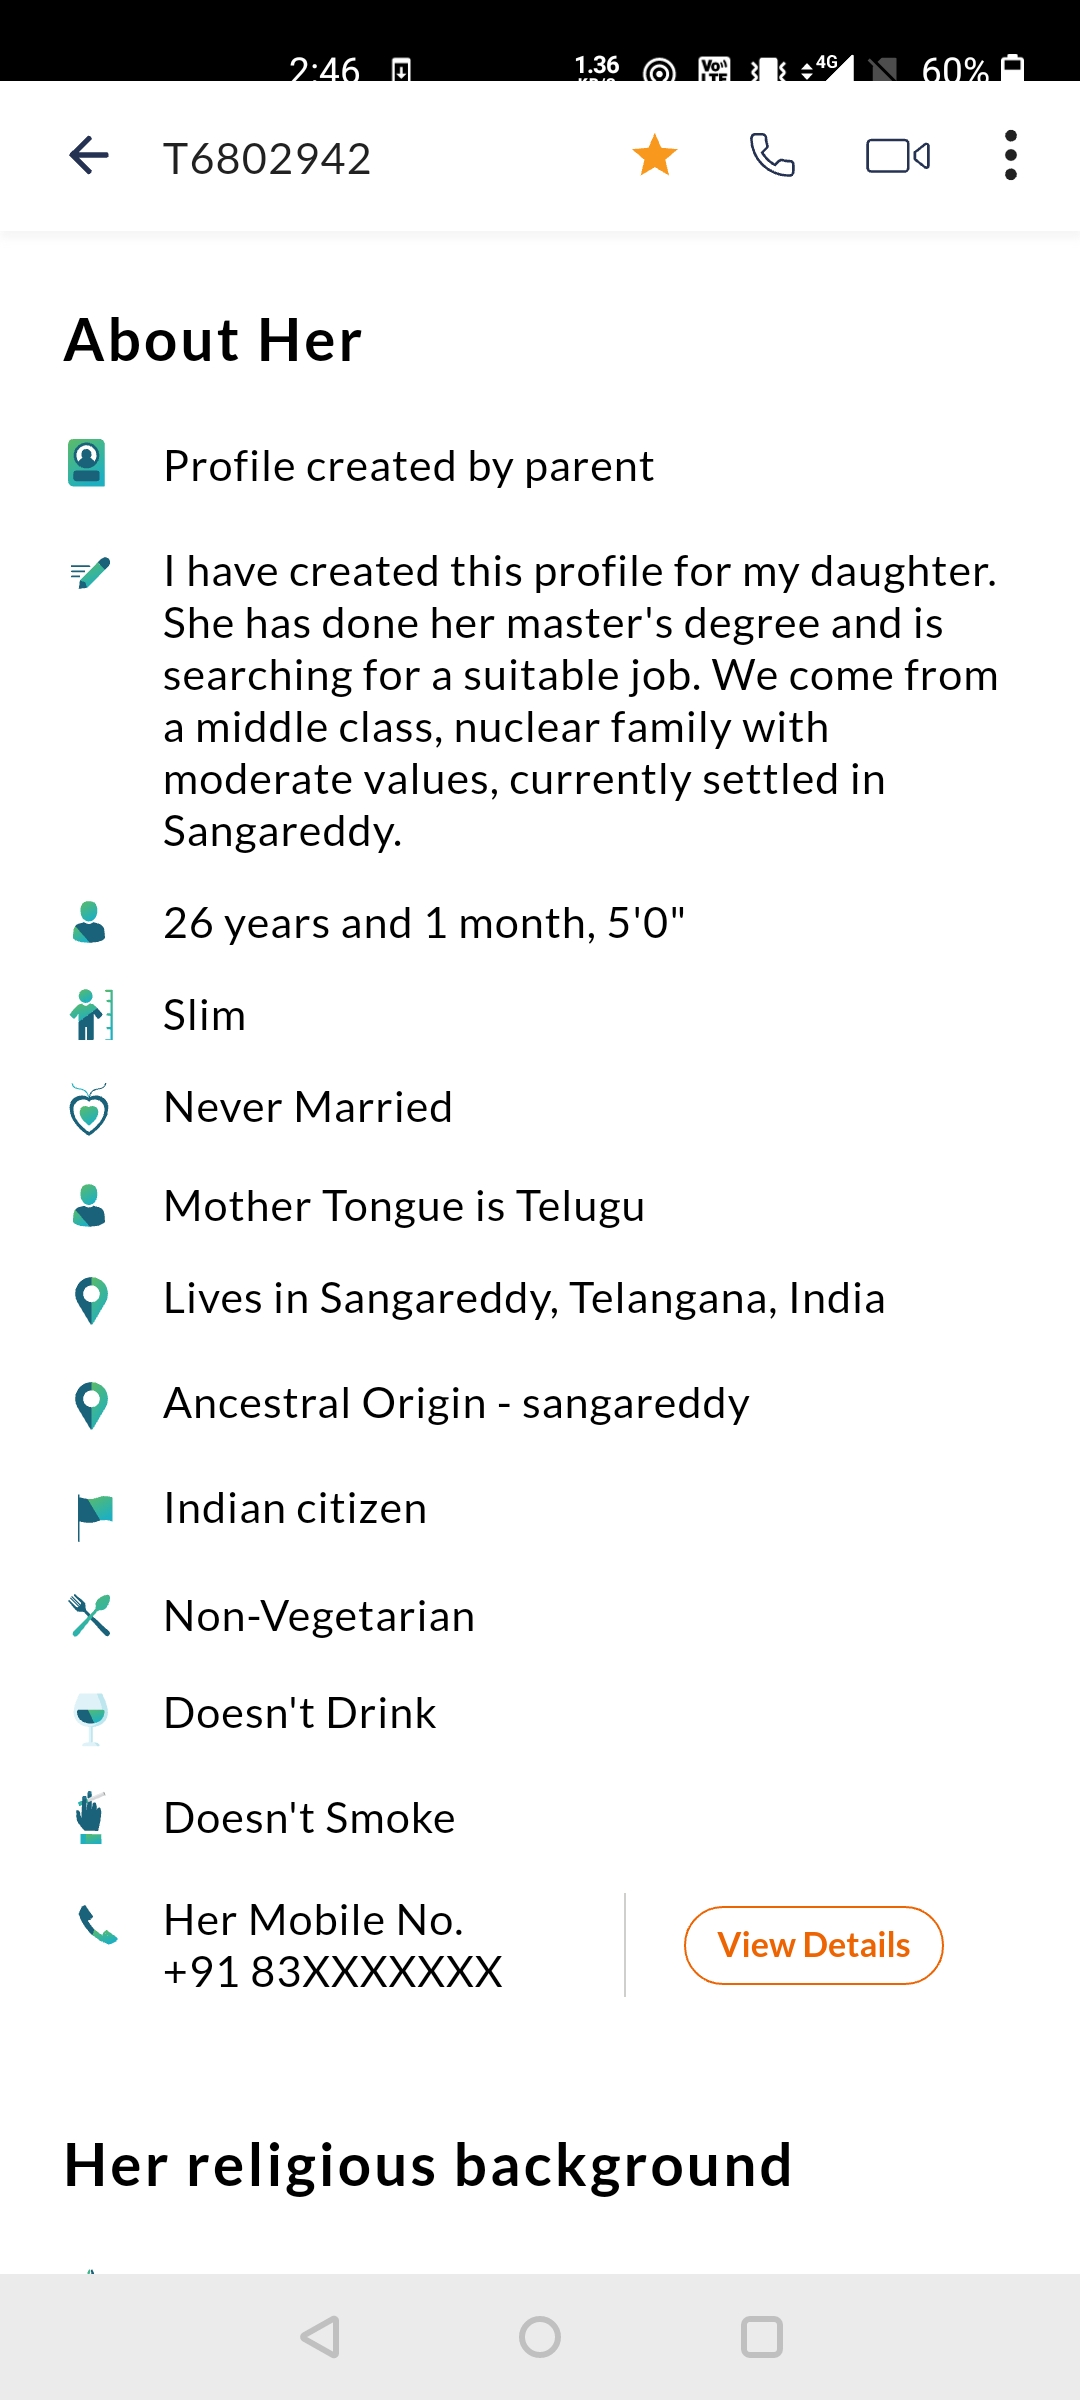 2:46
1.36
4G
60%
T6802942
About Her
Profile created by parent
I have created this profile for my daughter.
She has done her master's degree and is
searching for a suitable job. We come from
a middle class, nuclear family with
moderate values, currently settled in
Sangareddy.
26 years and 1 month, 5'0"
Slim
Never Married
Mother Tongue is Telugu
Lives in Sangareddy, Telangana, India
Ancestral Origin - sangareddy
Indian citizen
Non-Vegetarian
Doesn't Drink
Doesn't Smoke
Her Mobile No.
+91 83XXXXXXX
View Details
Her religious background